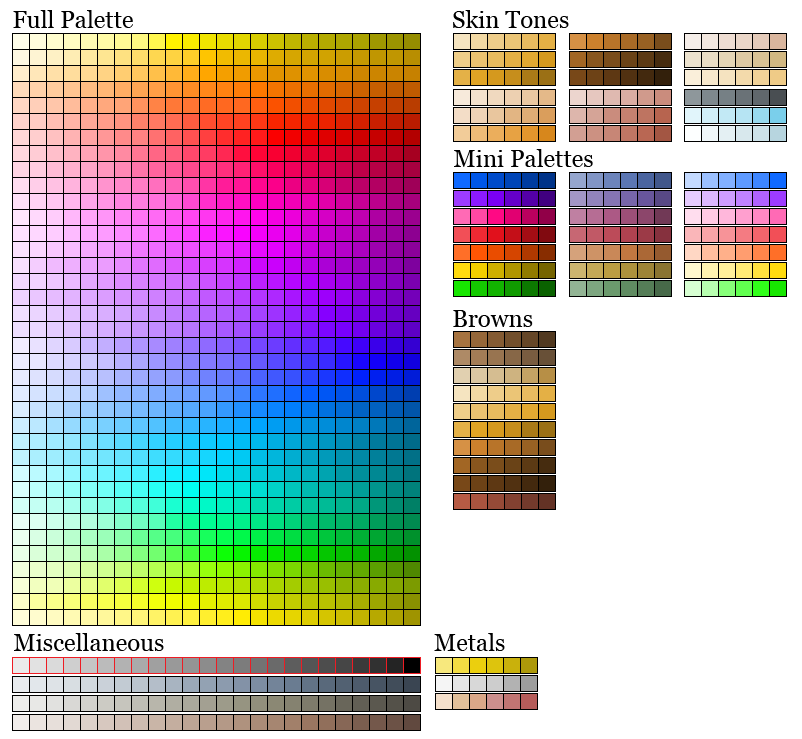 Full Palette
Skin Tones
Mini Palettes
Browns
Miscellaneous
Metals